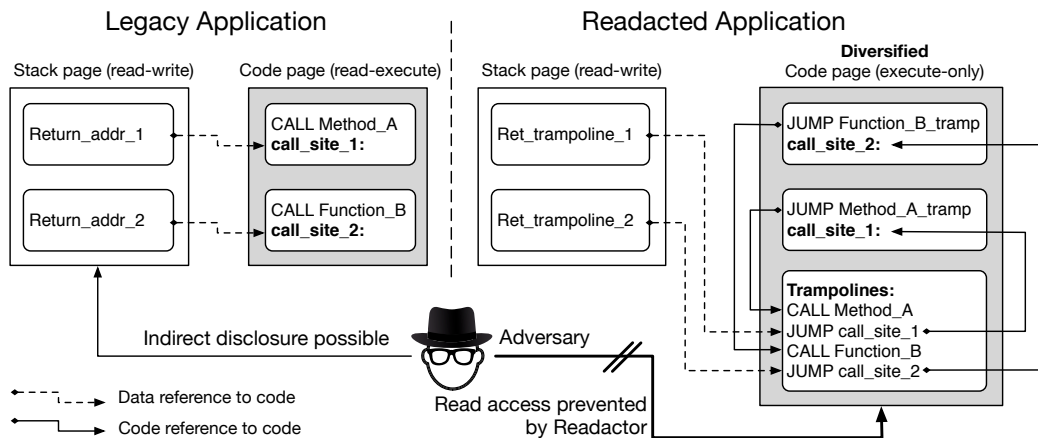 Legacy Application
Readacted Application
Stack page (read-write)
Code page (read-execute)
Stack page (read-write)
Diversified
Code page (execute-only)
Return_addr_1
CALL Method_A
call_site_1:
Ret_trampoline_1
JUMP Function_B_tramp
call_site_2:
Return_addr_2
CALL Function_B
call_site_2:
Ret_trampoline_2
JUMP Method_A_tramp
call_site_1:
Trampolines:
CALL Method_A
JUMP call_site_1
CALL Function_B
JUMP call_site_2
Indirect disclosure possible
Adversary
Data reference to code
Code reference to code
Read access prevented
by Readactor